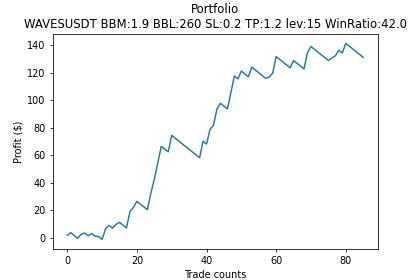 Portfolio
WAVESUSDT BBM:1.9 BBL:260 SL:0.2 TP:1.2 lev:15 WinRatio:42.0
140
120
100
80
60
40
20
0
Profit ($)
0 20 40 60 80
Trade counts